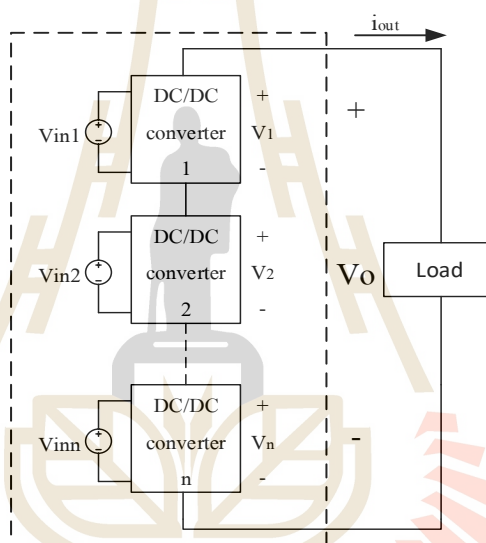 iout
DC/DC
converter
1
Vin1
+
V1
-
+
DC/DC
converter
2
Vin2
+
V2
-
Vo
Load
DC/DC
converter
n
Vinn
+
Vn
-
-